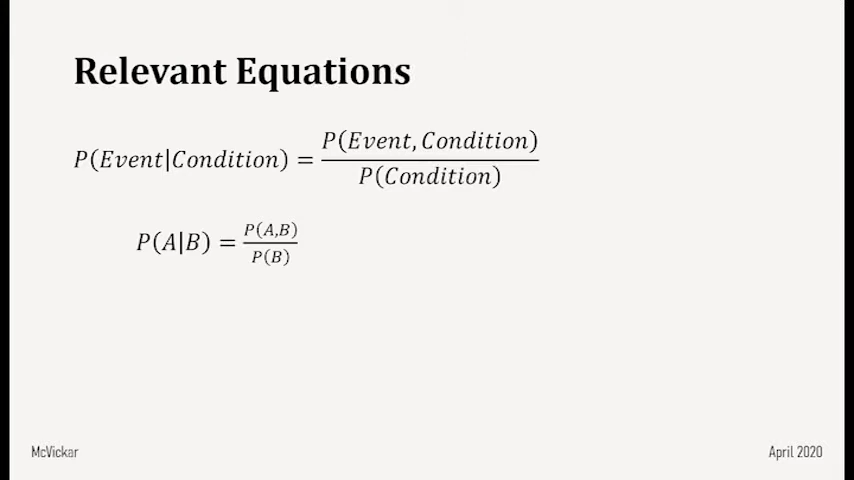 Relevant Equations
P(Event|Condition) = P(Event, Condition) / P(Condition)
P(A|B) = P(A,B) / P(B)
McVickar
April 2020